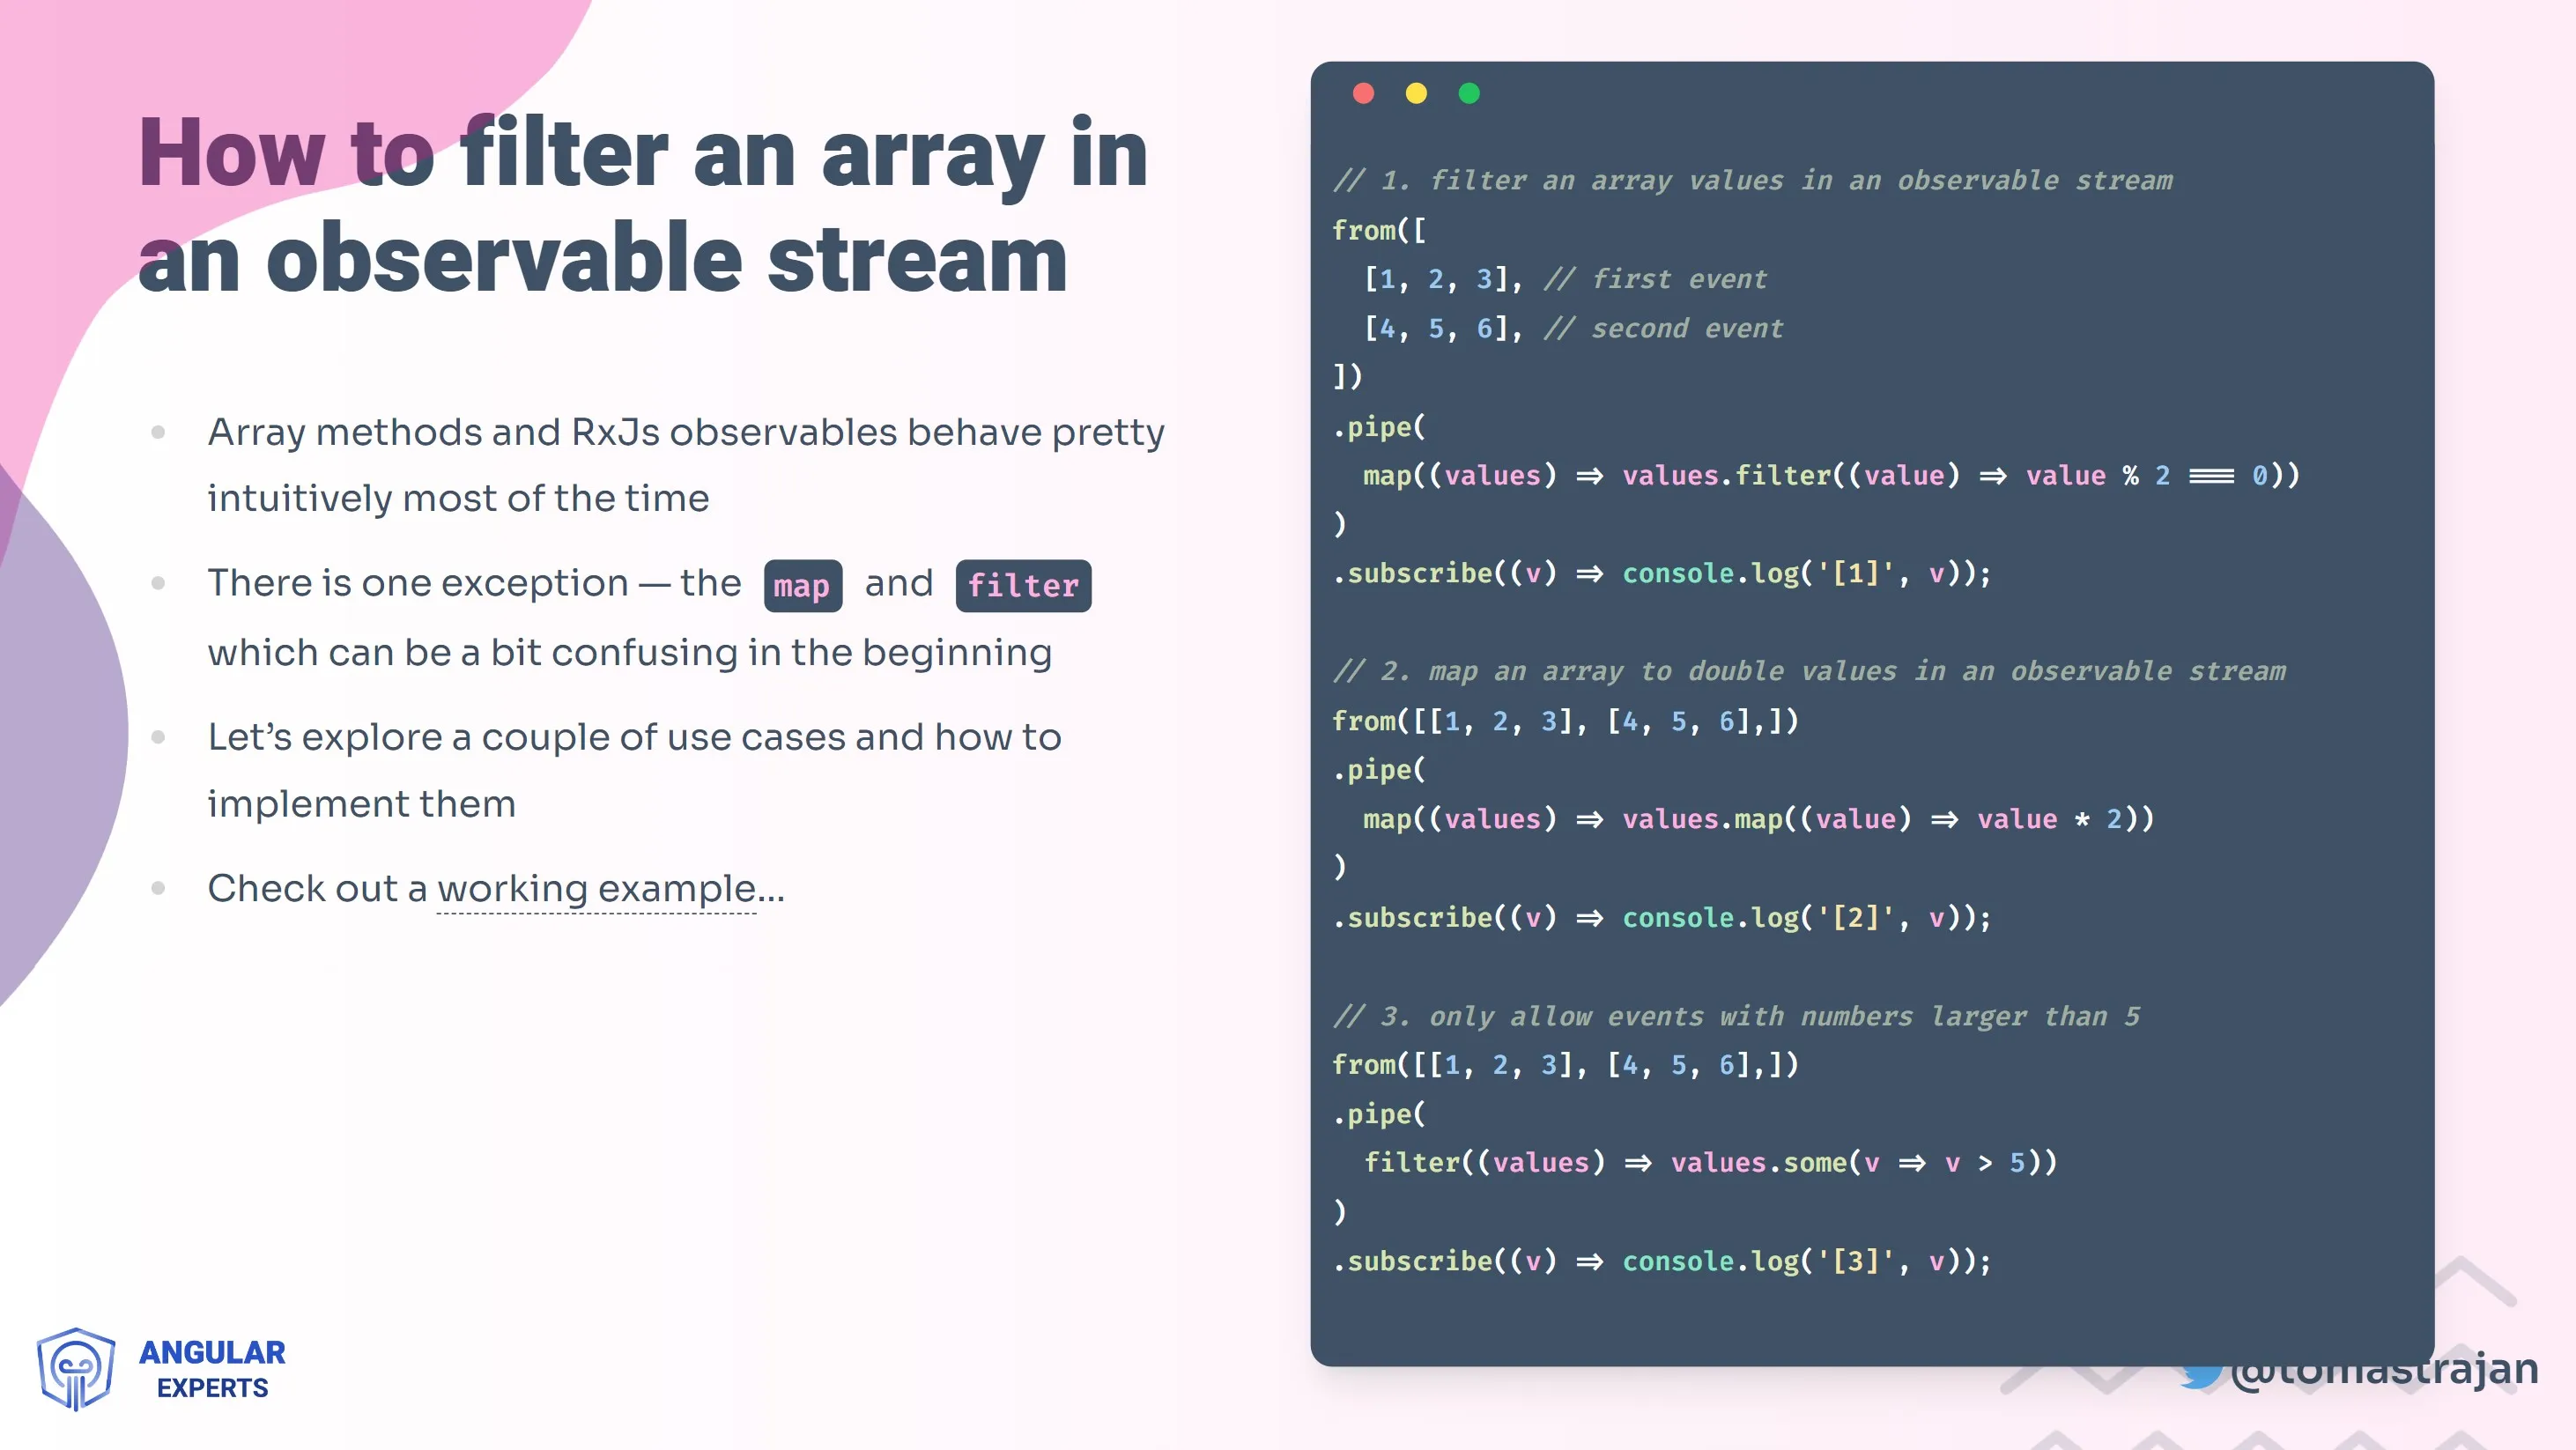 How to filter an array in
an observable stream
Array methods and RxJs observables behave pretty
intuitively most of the time
There is one exception — the map and filter
which can be a bit confusing in the beginning
Let’s explore a couple of use cases and how to
implement them
Check out a working example...
// 1. filter an array values in an observable stream
from([
  [1, 2, 3], // first event
  [4, 5, 6], // second event
])
.pipe(
  map((values) => values.filter((value) => value % 2 === 0))
)
.subscribe((v) => console.log('[1]', v));
// 2. map an array to double values in an observable stream
from([[1, 2, 3], [4, 5, 6],])
.pipe(
  map((values) => values.map((value) => value * 2))
)
.subscribe((v) => console.log('[2]', v));
// 3. only allow events with numbers larger than 5
from([[1, 2, 3], [4, 5, 6],])
.pipe(
  filter((values) => values.some(v => v > 5))
)
.subscribe((v) => console.log('[3]', v));
ANGULAR
EXPERTS
@tomastrajan